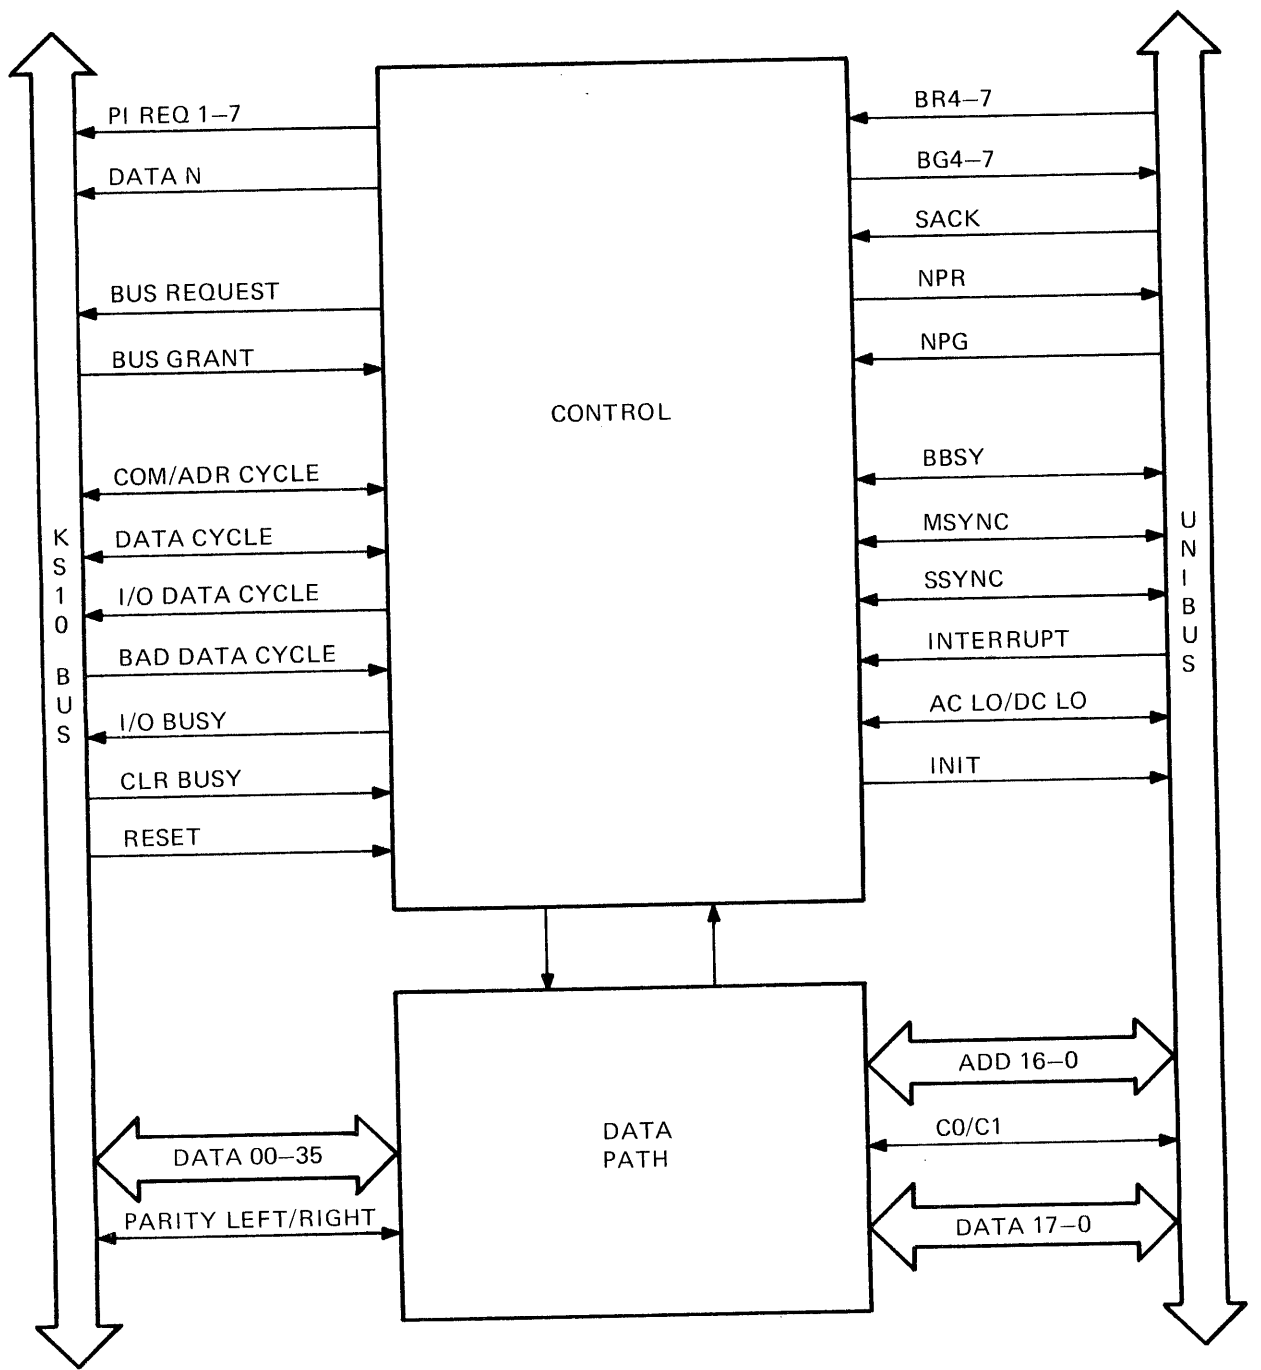 PI REQ 1–7
DATA N
BUS REQUEST
BUS GRANT
COM/ADR CYCLE
DATA CYCLE
I/O DATA CYCLE
BAD DATA CYCLE
I/O BUSY
CLR BUSY
RESET
KS10 BUS
CONTROL
BR4–7
BG4–7
SACK
NPR
NPG
BBSY
MSYNC
SSYNC
INTERRUPT
AC LO/DC LO
INIT
UNIBUS
DATA 00–35
PARITY LEFT/RIGHT
DATA
PATH
ADD 16–0
C0/C1
DATA 17–0